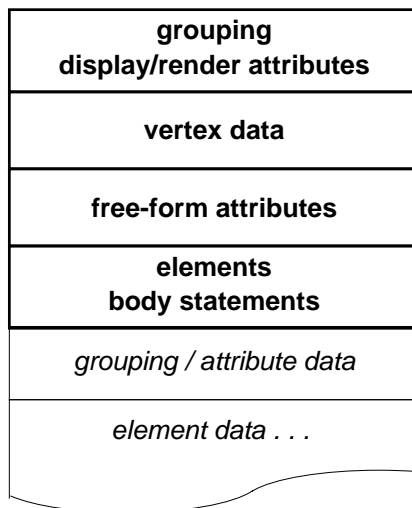 grouping
display/render attributes
vertex data
free-form attributes
elements
body statements
grouping / attribute data
element data . . .